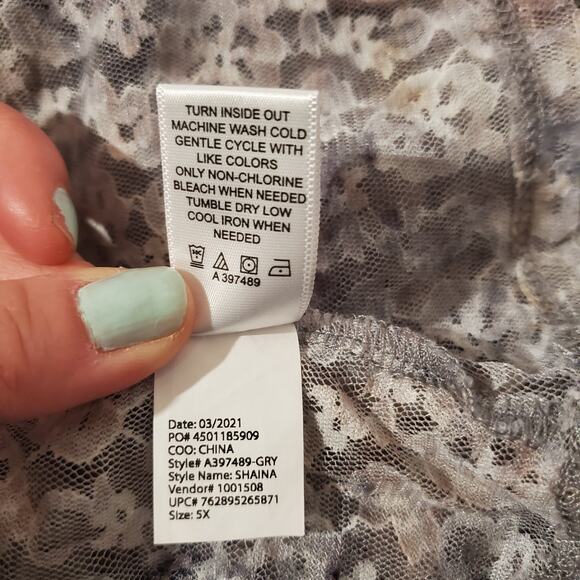 TURN INSIDE OUT
MACHINE WASH COLD
GENTLE CYCLE WITH
LIKE COLORS
ONLY NON-CHLORINE
BLEACH WHEN NEEDED
TUMBLE DRY LOW
COOL IRON WHEN
NEEDED
A 397489
Date: 03/2021
PO# 4501185909
COO: CHINA
Style# A397489-GRY
Style Name: SHAINA
Vendor# 1001508
UPC# 762895265871
Size: 5X